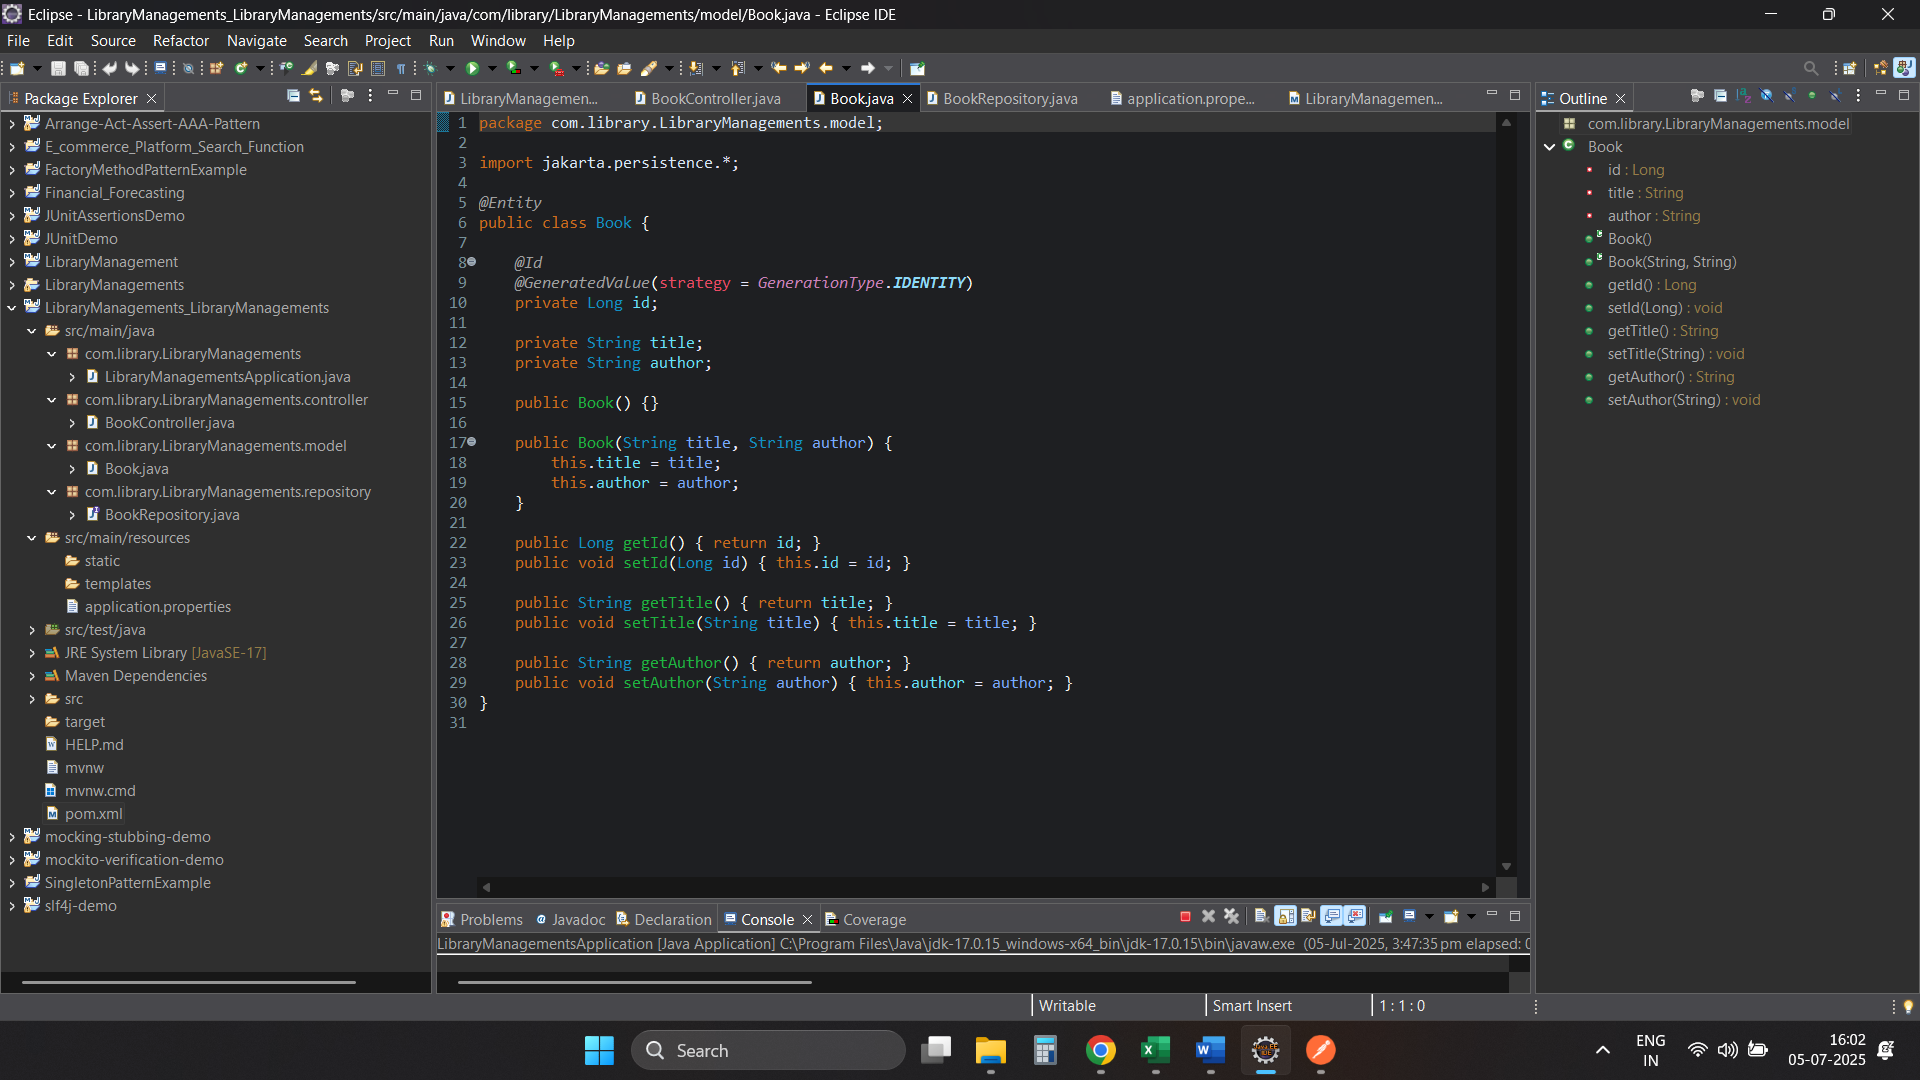 Eclipse - LibraryManagements_LibraryManagements/src/main/java/com/library/LibraryManagements/model/Book.java - Eclipse IDE
File Edit Source Refactor Navigate Search Project Run Window Help
Package Explorer
Arrange-Act-Assert-AAA-Pattern
E_commerce_Platform_Search_Function
FactoryMethodPatternExample
Financial_Forecasting
JUnitAssertionsDemo
JUnitDemo
LibraryManagement
LibraryManagements
LibraryManagements_LibraryManagements
src/main/java
com.library.LibraryManagements
LibraryManagementsApplication.java
com.library.LibraryManagements.controller
BookController.java
com.library.LibraryManagements.model
Book.java
com.library.LibraryManagements.repository
BookRepository.java
src/main/resources
static
templates
application.properties
src/test/java
JRE System Library [JavaSE-17]
Maven Dependencies
src
target
HELP.md
mvnw
mvnw.cmd
pom.xml
mocking-stubbing-demo
mockito-verification-demo
SingletonPatternExample
slf4j-demo
LibraryManagemen... BookController.java Book.java BookRepository.java application.prope... LibraryManagemen...
1 package com.library.LibraryManagements.model;
2
3 import jakarta.persistence.*;
4
5 @Entity
6 public class Book {
7
8 @Id
9 @GeneratedValue(strategy = GenerationType.IDENTITY)
10 private Long id;
11
12 private String title;
13 private String author;
14
15 public Book() {}
16
17 public Book(String title, String author) {
18 this.title = title;
19 this.author = author;
20 }
21
22 public Long getId() { return id; }
23 public void setId(Long id) { this.id = id; }
24
25 public String getTitle() { return title; }
26 public void setTitle(String title) { this.title = title; }
27
28 public String getAuthor() { return author; }
29 public void setAuthor(String author) { this.author = author; }
30 }
31
Outline
com.library.LibraryManagements.model
Book
id : Long
title : String
author : String
Book()
Book(String, String)
getId() : Long
setId(Long) : void
getTitle() : String
setTitle(String) : void
getAuthor() : String
setAuthor(String) : void
Problems @ Javadoc Declaration Console Coverage
LibraryManagementsApplication [Java Application] C:\Program Files\Java\jdk-17.0.15_windows-x64_bin\jdk-17.0.15\bin\javaw.exe (05-Jul-2025, 3:47:35 pm elapsed: 0
Writable Smart Insert 1 : 1 : 0
Search
ENG
IN
16:02
05-07-2025